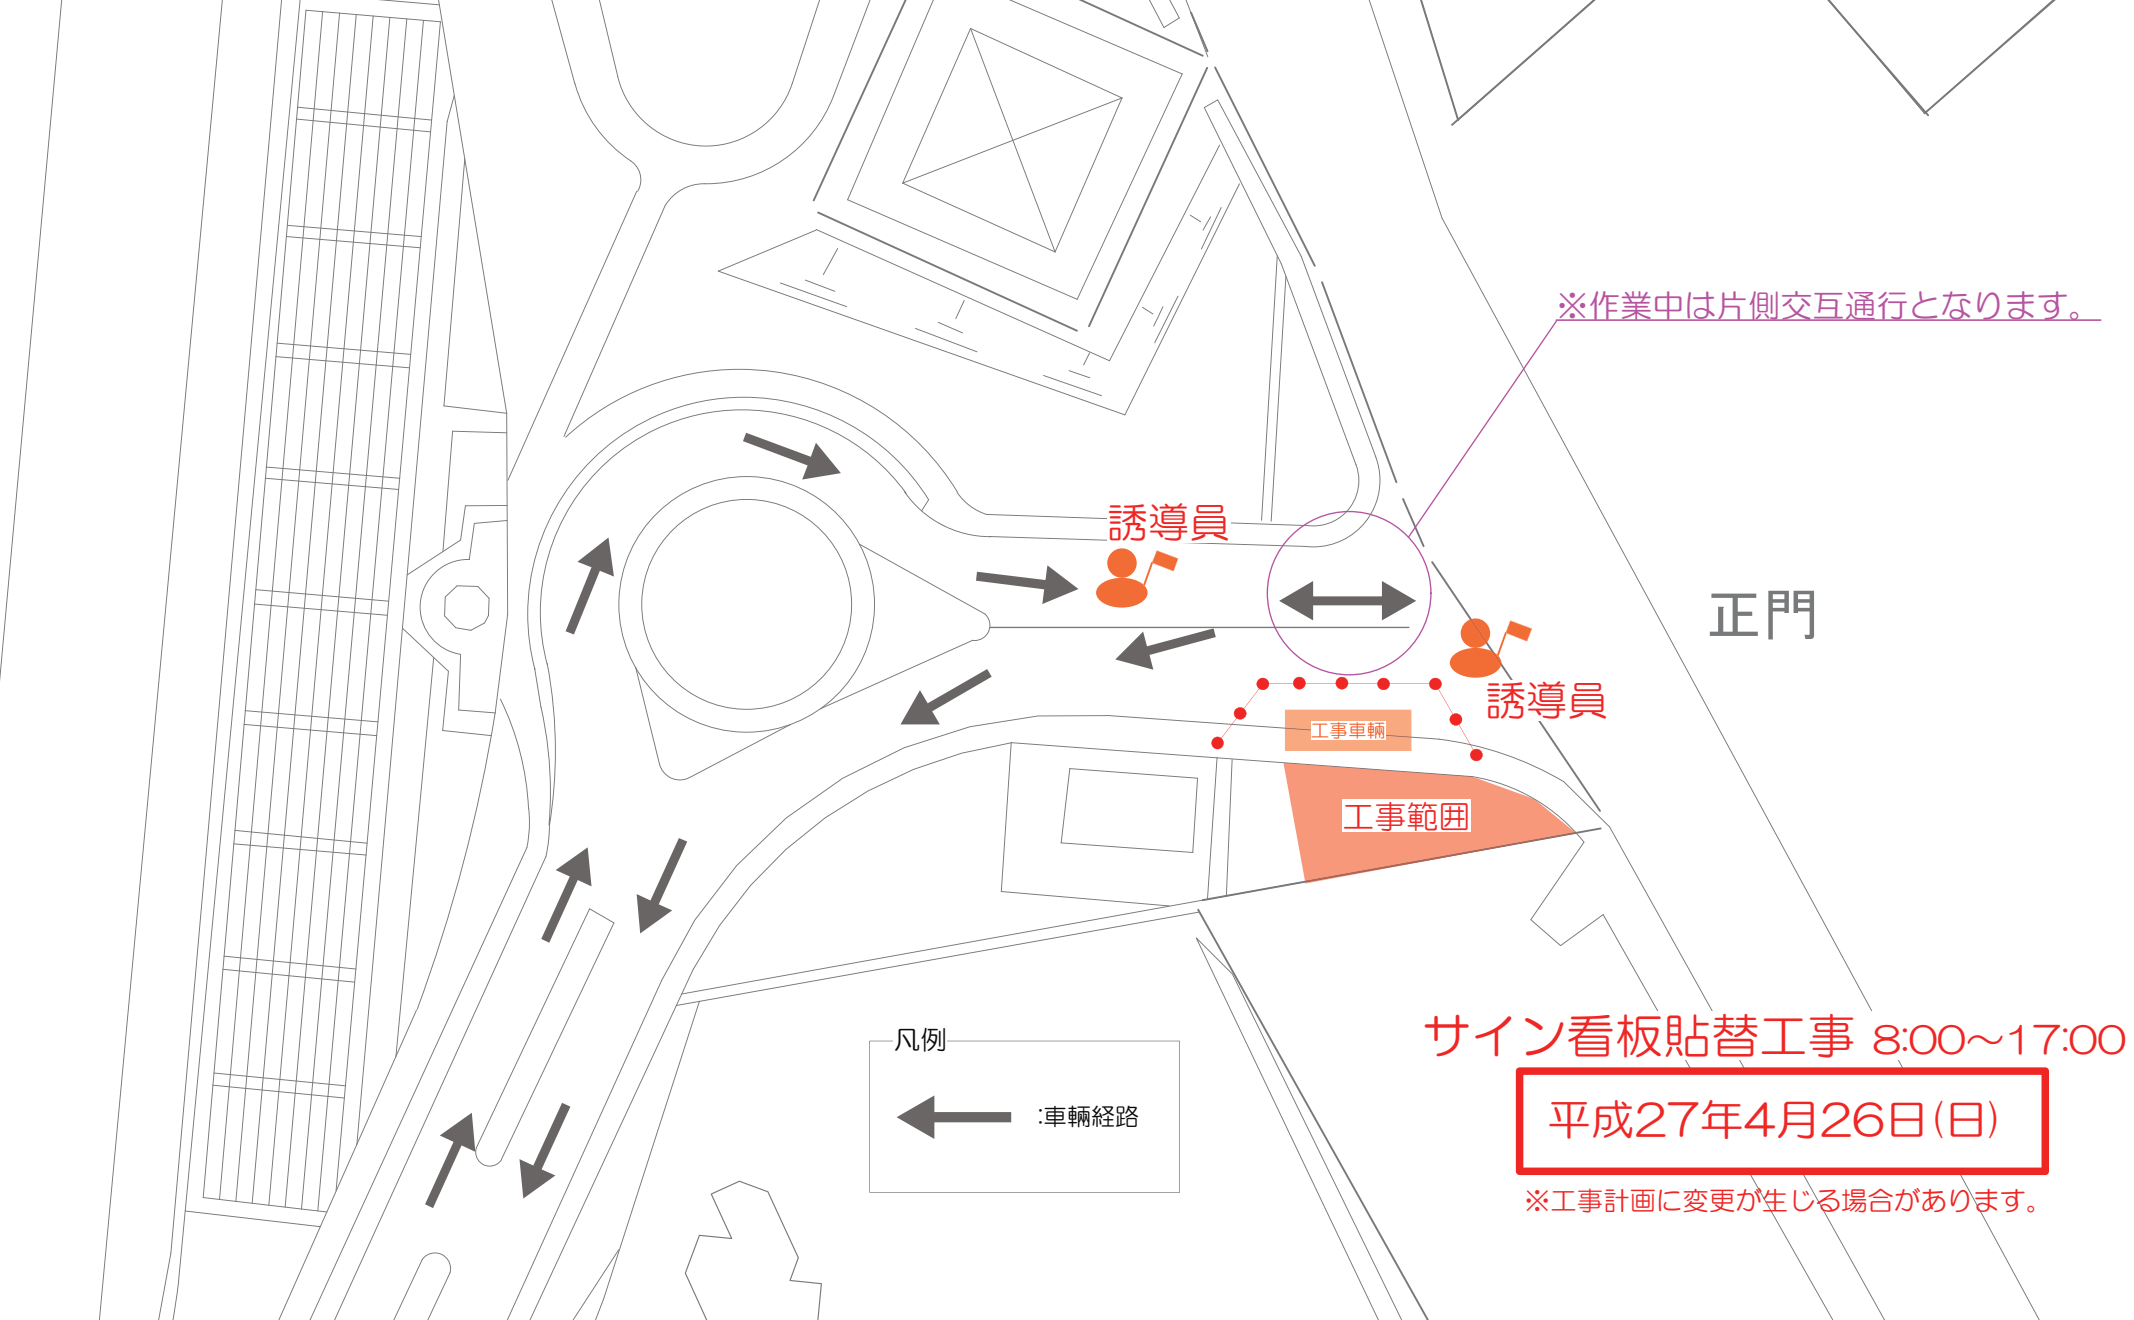 ※作業中は片側交互通行となります。
誘導員
正門
誘導員
工事車輛
工事範囲
サイン看板貼替工事 8:00～17:00
凡例
:車輛経路
平成27年4月26日(日)
※工事計画に変更が生じる場合があります。